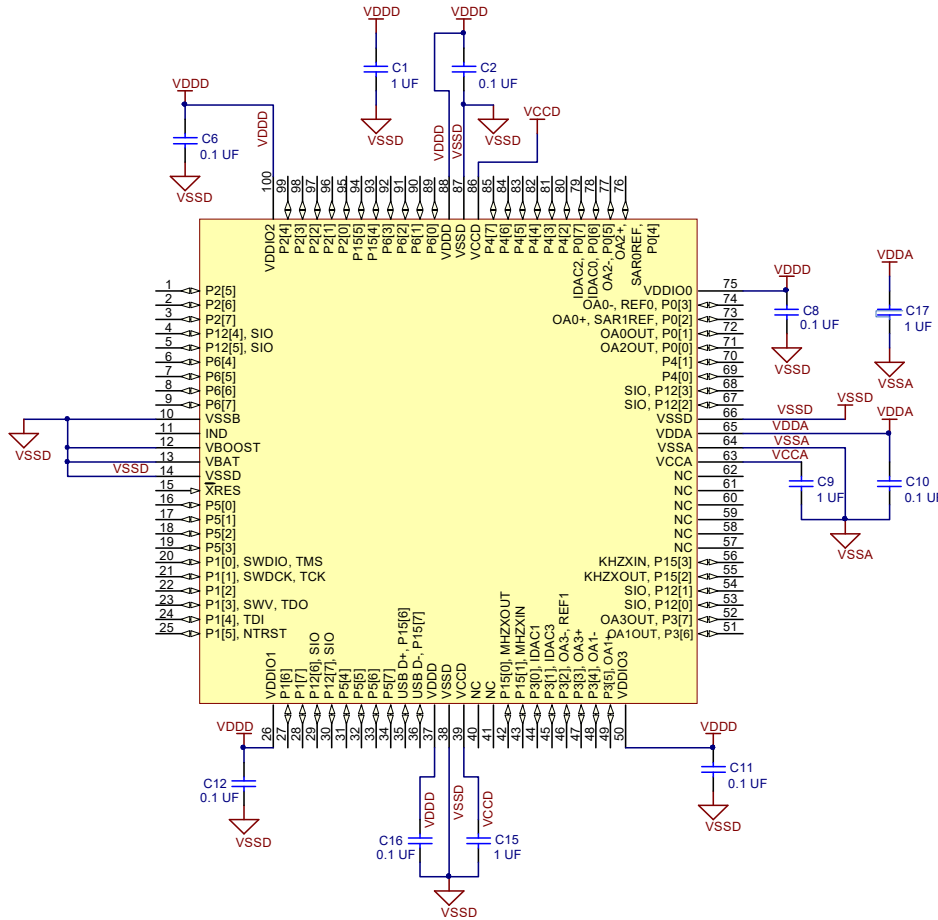 VDDD
VDDD
C1
1 UF
C2
0.1 UF
VDDD
VCCD
VSSD
VSSD
C6
0.1 UF
VDDD
VDDD
VSSD
VSSD
100
99
98
97
96
95
94
93
92
91
90
89
88
87
86
85
84
83
82
81
80
79
78
77
76
VDDIO2
P2[4]
P2[3]
P2[2]
P2[1]
P2[0]
P15[5]
P15[4]
P6[3]
P6[2]
P6[1]
P6[0]
VDDD
VSSD
VCCD
P4[7]
P4[6]
P4[5]
P4[4]
P4[3]
P4[2]
IDAC2, P0[7]
IDAC0, P0[6]
OA2-, P0[5]
OA2+,
SAR0REF,
P0[4]
1 P2[5]
2 P2[6]
3 P2[7]
4 P12[4], SIO
5 P12[5], SIO
6 P6[4]
7 P6[5]
8 P6[6]
9 P6[7]
10 VSSB
11 IND
12 VBOOST
13 VBAT
14 VSSD
15 XRES
16 P5[0]
17 P5[1]
18 P5[2]
19 P5[3]
20 P1[0], SWDIO, TMS
21 P1[1], SWDCK, TCK
22 P1[2]
23 P1[3], SWV, TDO
24 P1[4], TDI
25 P1[5], NTRST
VSSD
VSSD
VDDIO0 75
OA0-, REF0, P0[3] 74
OA0+, SAR1REF, P0[2] 73
OA0OUT, P0[1] 72
OA2OUT, P0[0] 71
P4[1] 70
P4[0] 69
SIO, P12[3] 68
SIO, P12[2] 67
VSSD 66
VDDA 65
VSSA 64
VCCA 63
NC 62
NC 61
NC 60
NC 59
NC 58
NC 57
KHZXIN, P15[3] 56
KHZXOUT, P15[2] 55
SIO, P12[1] 54
SIO, P12[0] 53
OA3OUT, P3[7] 52
OA1OUT, P3[6] 51
VDDD
C8
0.1 UF
VSSD
VDDA
C17
1 UF
VSSA
VSSD
VSSD
VDDA
VDDA
VSSA
VCCA
C9
1 UF
C10
0.1 UF
VSSA
VDDIO1
P1[6]
P1[7]
P12[6], SIO
P12[7], SIO
P5[4]
P5[5]
P5[6]
P5[7]
USB D+, P15[6]
USB D-, P15[7]
VDDD
VSSD
VCCD
NC
NC
P15[0], MHZXOUT
P15[1], MHZXIN
P3[0], IDAC1
P3[1], IDAC3
P3[2], OA3-, REF1
P3[3], OA3+
P3[4], OA1-
P3[5], OA1+
VDDIO3
26
27
28
29
30
31
32
33
34
35
36
37
38
39
40
41
42
43
44
45
46
47
48
49
50
VDDD
C12
0.1 UF
VSSD
VDDD
VSSD
VCCD
C16
0.1 UF
C15
1 UF
VSSD
VDDD
C11
0.1 UF
VSSD